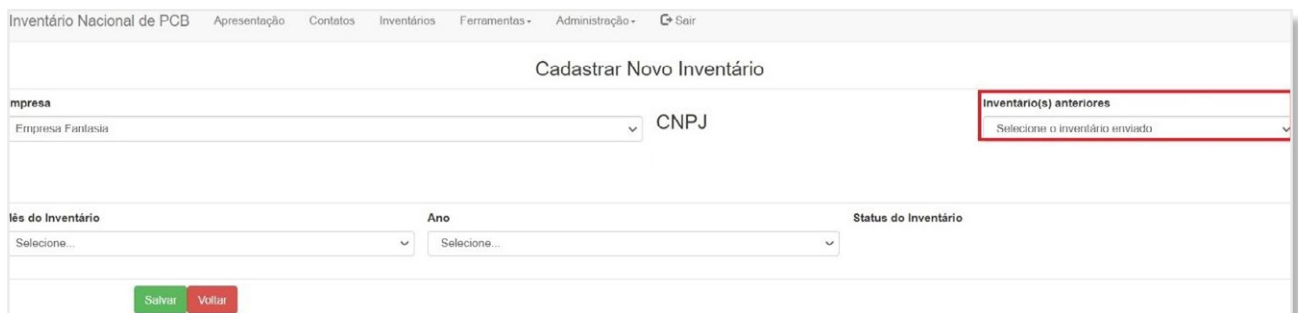 Inventário Nacional de PCB Apresentação Contatos Inventários Ferramentas Administração Sair
Cadastrar Novo Inventário
mpresa
Inventário(s) anteriores
Empresa Fantasia
CNPJ
Selecione o inventário enviado
lês do Inventário
Ano
Status do Inventário
Selecione...
Selecione...
Salvar Voltar